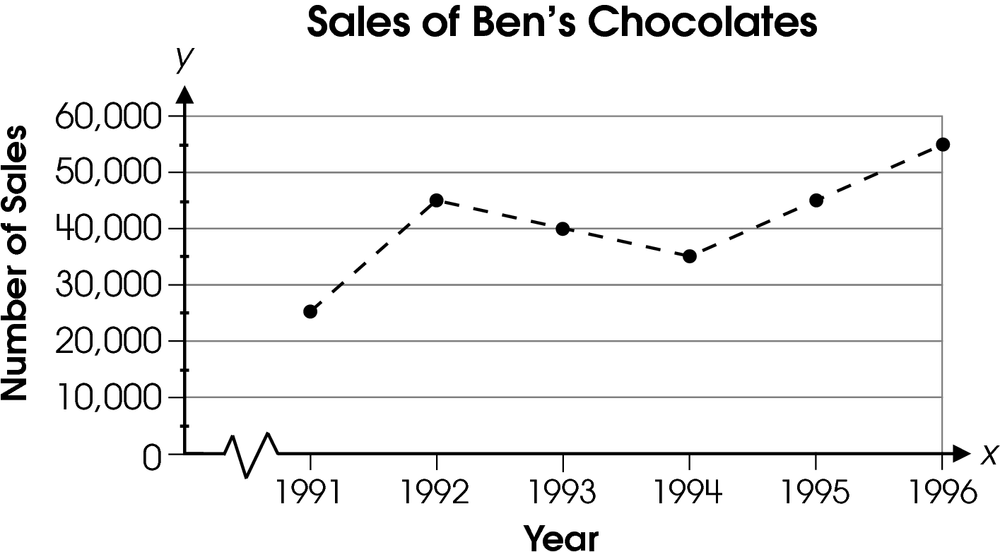 Sales of Ben's Chocolates
y
60,000
50,000
40,000
30,000
20,000
10,000
0
Number of Sales
x
1991 1992 1993 1994 1995 1996
Year